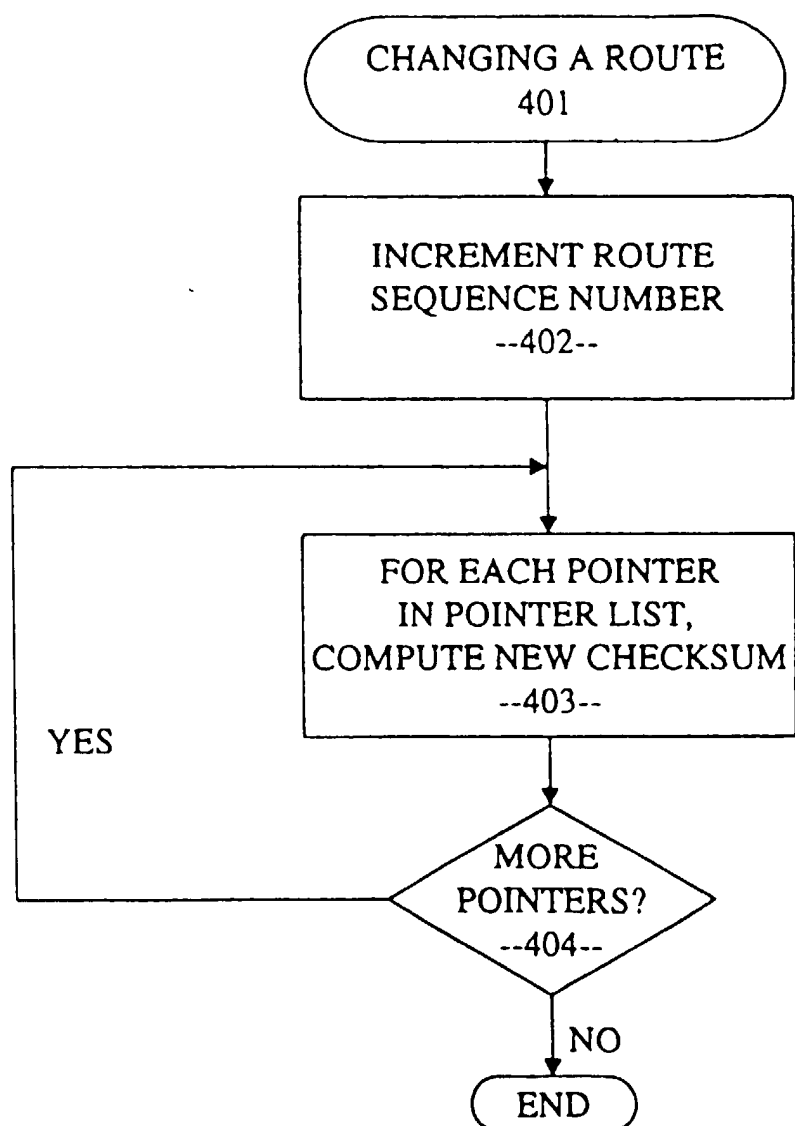 CHANGING A ROUTE
401
INCREMENT ROUTE
SEQUENCE NUMBER
--402--
FOR EACH POINTER
IN POINTER LIST,
COMPUTE NEW CHECKSUM
--403--
YES
MORE
POINTERS?
--404--
NO
END